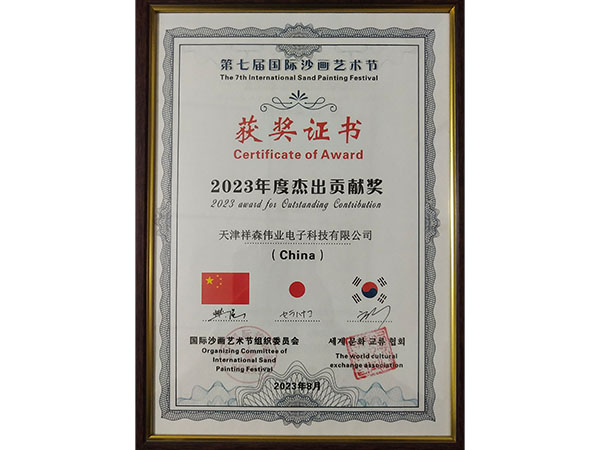 第七届国际沙画艺术节
The 7th International Sand Painting Festival
获奖证书
Certificate of Award
2023年度杰出贡献奖
2023 award for Outstanding Contribution
天津祥森伟业电子科技有限公司
（China）
国际沙画艺术节组织委员会
Organizing Committee of
International Sand
Painting Festival
세계 문화 교류 협회
The world cultural
exchange association
2023年8月